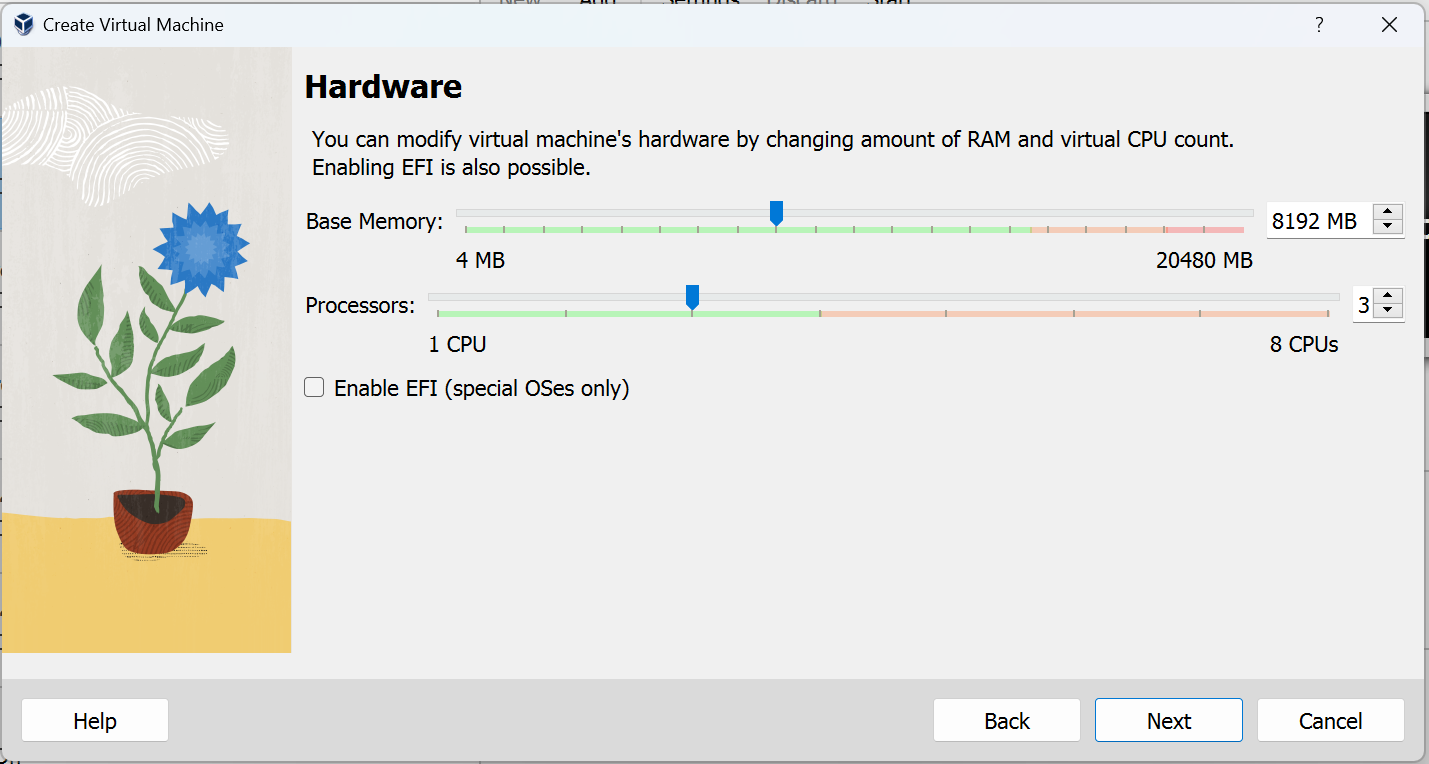 Create Virtual Machine
?
Hardware
You can modify virtual machine's hardware by changing amount of RAM and virtual CPU count.
Enabling EFI is also possible.
Base Memory:
8192 MB
4 MB
20480 MB
Processors:
3
1 CPU
8 CPUs
Enable EFI (special OSes only)
Help
Back
Next
Cancel